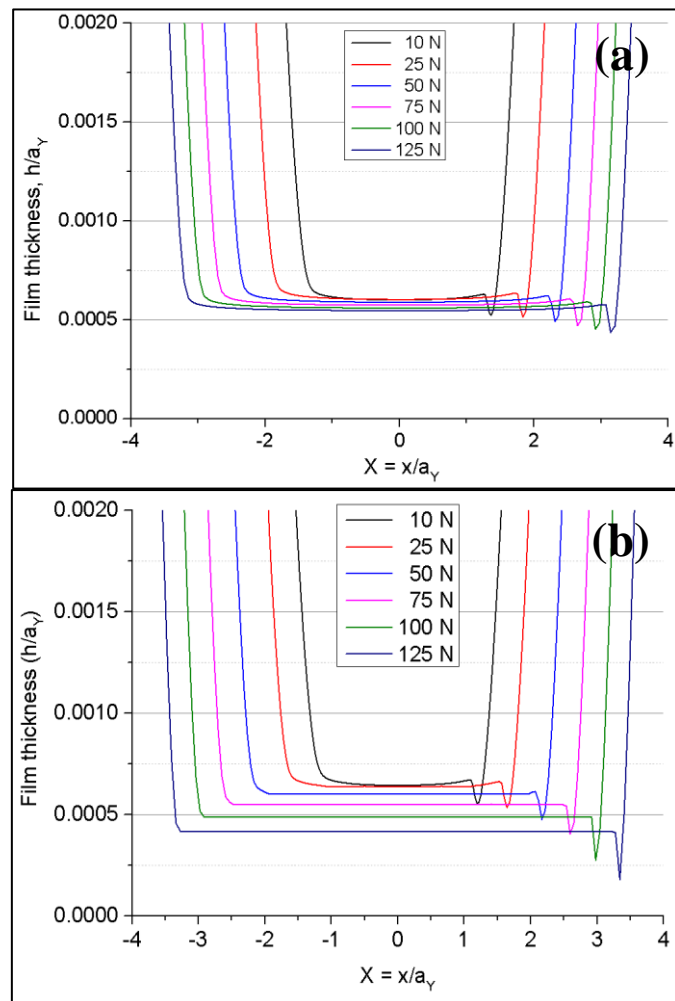 0.0020
(a)
10 N
25 N
50 N
75 N
100 N
125 N
0.0015
0.0010
0.0005
0.0000
Film thickness, h/aY
-4
-2
0
2
4
X = x/aY
0.0020
(b)
10 N
25 N
50 N
75 N
100 N
125 N
0.0015
0.0010
0.0005
0.0000
Film thickness (h/aY)
-4
-3
-2
-1
0
1
2
3
4
X = x/aY